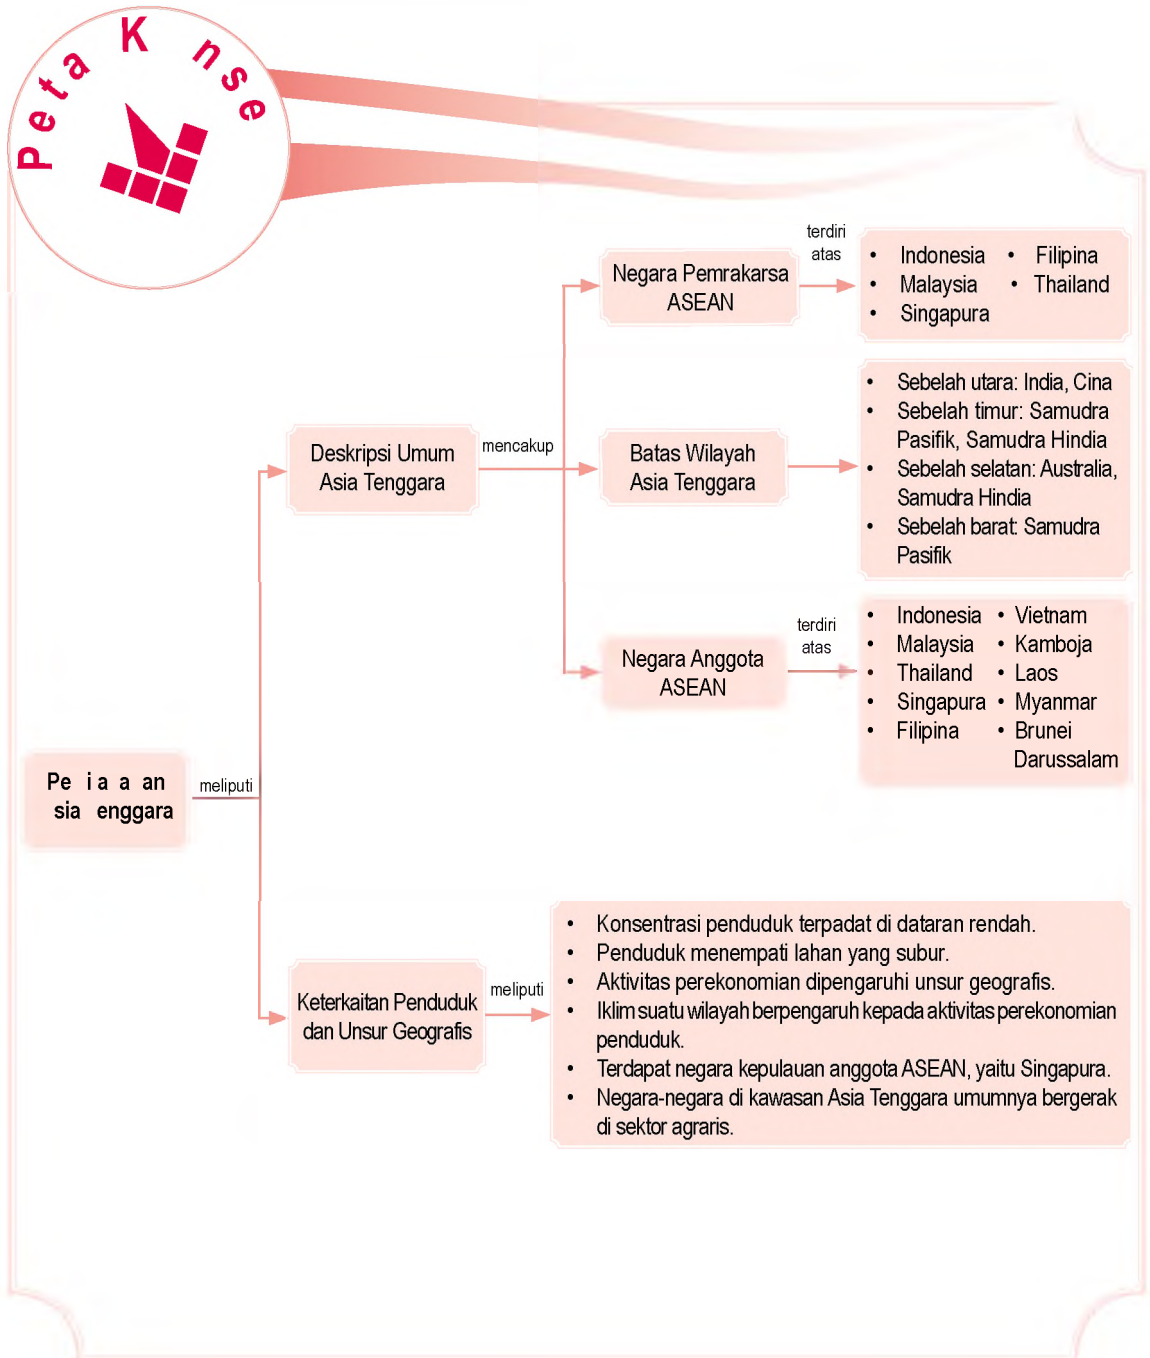 Peta K nse
terdiri
atas
Negara Pemrakarsa
ASEAN
• Indonesia • Filipina
• Malaysia • Thailand
• Singapura
Deskripsi Umum
Asia Tenggara
mencakup
Batas Wilayah
Asia Tenggara
• Sebelah utara: India, Cina
• Sebelah timur: Samudra
Pasifik, Samudra Hindia
• Sebelah selatan: Australia,
Samudra Hindia
• Sebelah barat: Samudra
Pasifik
Negara Anggota
ASEAN
terdiri
atas
• Indonesia • Vietnam
• Malaysia • Kamboja
• Thailand • Laos
• Singapura • Myanmar
• Filipina • Brunei
Darussalam
Pe i a a an
sia enggara
meliputi
Keterkaitan Penduduk
dan Unsur Geografis
meliputi
• Konsentrasi penduduk terpadat di dataran rendah.
• Penduduk menempati lahan yang subur.
• Aktivitas perekonomian dipengaruhi unsur geografis.
• Iklim suatu wilayah berpengaruh kepada aktivitas perekonomian
penduduk.
• Terdapat negara kepulauan anggota ASEAN, yaitu Singapura.
• Negara-negara di kawasan Asia Tenggara umumnya bergerak
di sektor agraris.